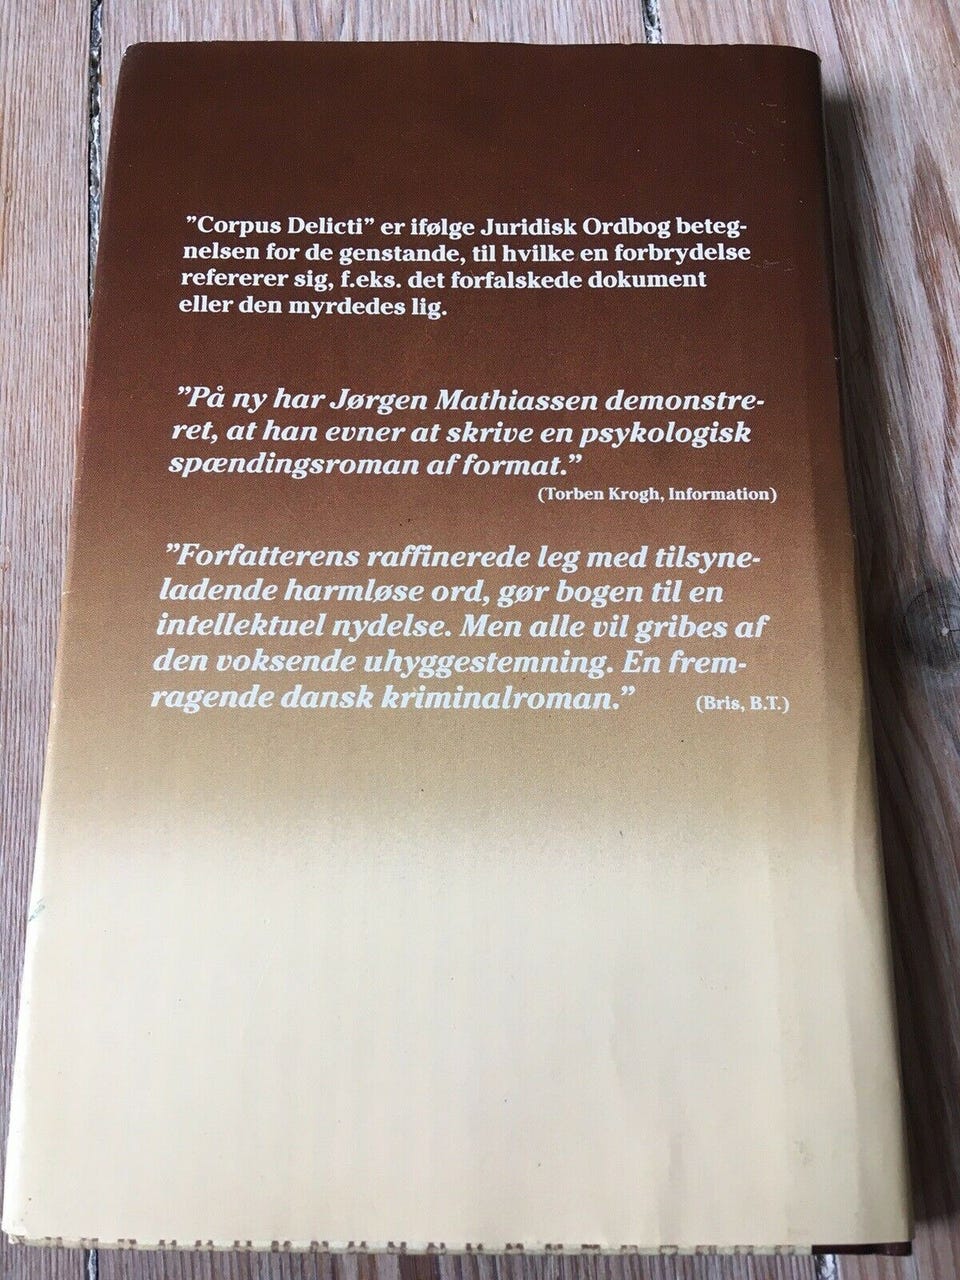 ”Corpus Delicti” er ifølge Juridisk Ordbog beteg-
nelsen for de genstande, til hvilke en forbrydelse
refererer sig, f.eks. det forfalskede dokument
eller den myrdedes lig.
”På ny har Jørgen Mathiassen demonstre-
ret, at han evner at skrive en psykologisk
spændingsroman af format.”
(Torben Krogh, Information)
”Forfatterens raffinerede leg med tilsyne-
ladende harmløse ord, gør bogen til en
intellektuel nydelse. Men alle vil gribes af
den voksende uhyggestemning. En frem-
ragende dansk kriminalroman.” (Bris, B.T.)